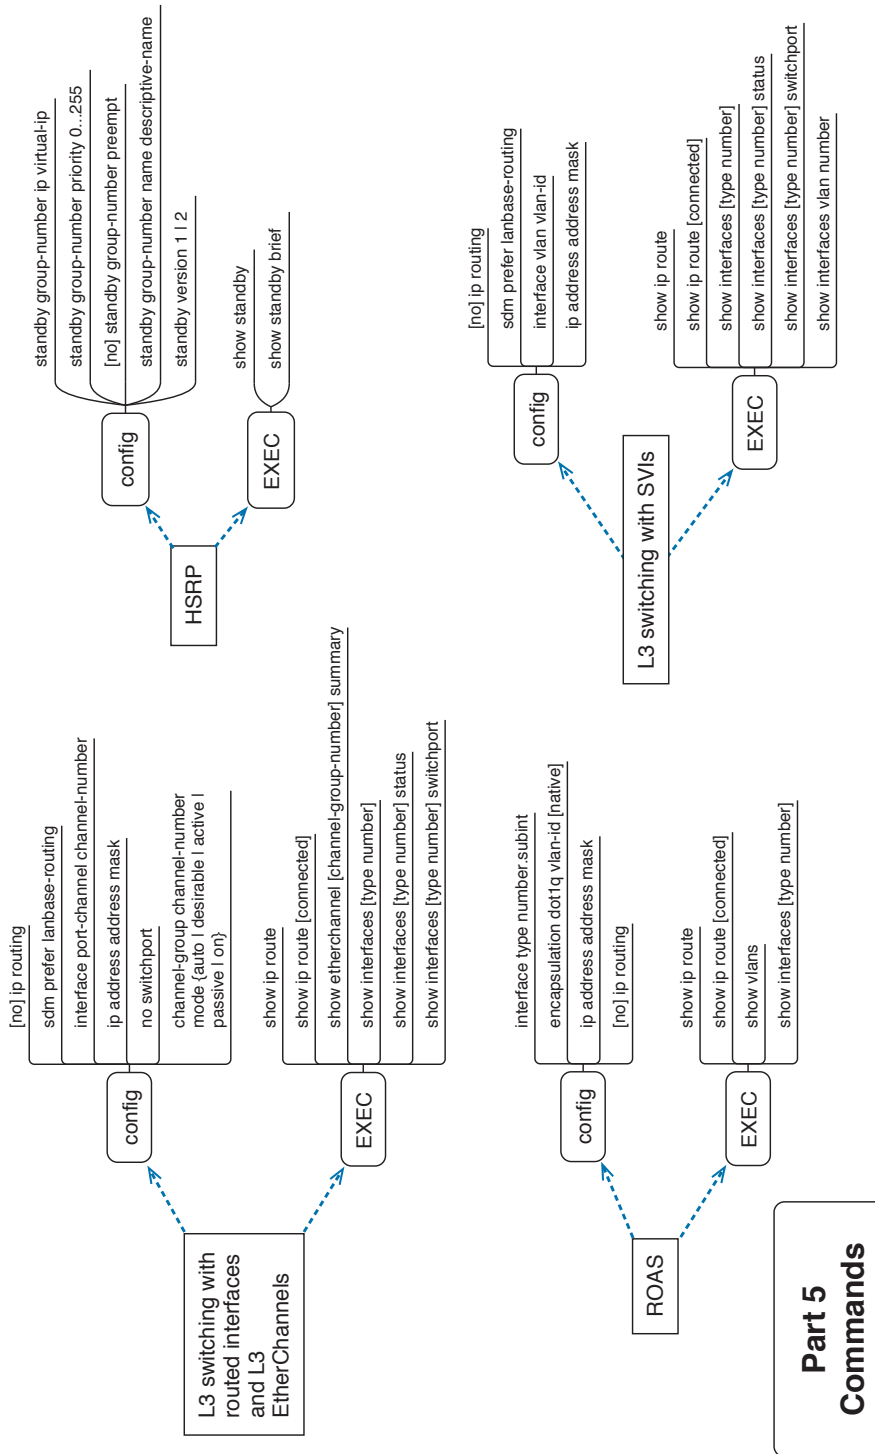 L3 switching with
routed interfaces
and L3
EtherChannels
config
[no] ip routing
sdm prefer lanbase-routing
interface port-channel channel-number
ip address address mask
no switchport
channel-group channel-number
mode {auto | desirable | active |
passive | on}
EXEC
show ip route
show ip route [connected]
show etherchannel [channel-group-number] summary
show interfaces [type number]
show interfaces [type number] status
show interfaces [type number] switchport
HSRP
config
standby group-number ip virtual-ip
standby group-number priority 0...255
[no] standby group-number preempt
standby group-number name descriptive-name
standby version 1 | 2
EXEC
show standby
show standby brief
ROAS
config
interface type number.subint
encapsulation dot1q vlan-id [native]
ip address address mask
[no] ip routing
EXEC
show ip route
show ip route [connected]
show vlans
show interfaces [type number]
L3 switching with SVIs
config
[no] ip routing
sdm prefer lanbase-routing
interface vlan vlan-id
ip address address mask
EXEC
show ip route
show ip route [connected]
show interfaces [type number]
show interfaces [type number] status
show interfaces [type number] switchport
show interfaces vlan number
Part 5
Commands